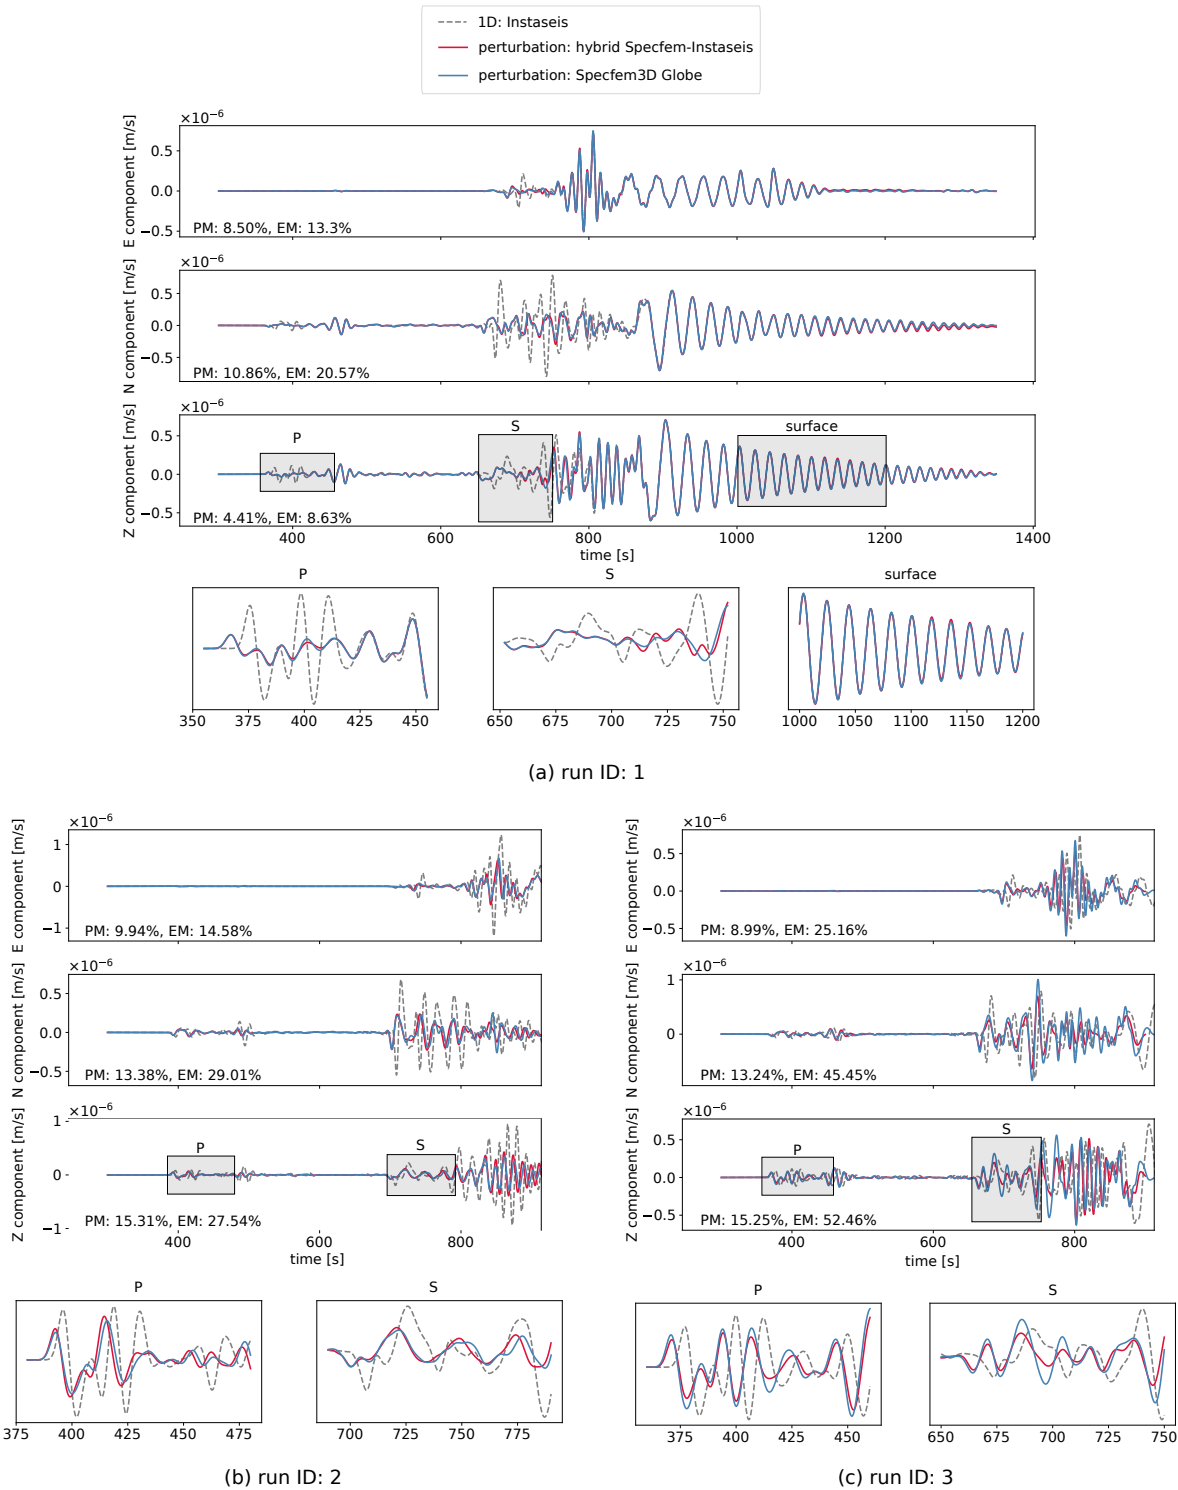 1D: Instaseis
perturbation: hybrid Specfem-Instaseis
perturbation: Specfem3D Globe
×10⁻⁶
E component [m/s]
0.5
0.0
−0.5
PM: 8.50%, EM: 13.3%
×10⁻⁶
N component [m/s]
0.5
0.0
−0.5
PM: 10.86%, EM: 20.57%
×10⁻⁶
Z component [m/s]
0.5
0.0
−0.5
P
S
surface
PM: 4.41%, EM: 8.63%
400 600 800 1000 1200 1400
time [s]
P
350 375 400 425 450
S
650 675 700 725 750
surface
1000 1050 1100 1150 1200
(a) run ID: 1
×10⁻⁶
E component [m/s]
1
0
−1
PM: 9.94%, EM: 14.58%
×10⁻⁶
N component [m/s]
0.5
0.0
−0.5
PM: 13.38%, EM: 29.01%
×10⁻⁶
Z component [m/s]
1
0
−1
P
S
PM: 15.31%, EM: 27.54%
400 600 800
time [s]
P
375 400 425 450 475
S
700 725 750 775
(b) run ID: 2
×10⁻⁶
E component [m/s]
0.5
0.0
−0.5
PM: 8.99%, EM: 25.16%
×10⁻⁶
N component [m/s]
1
0
PM: 13.24%, EM: 45.45%
×10⁻⁶
Z component [m/s]
0.5
0.0
−0.5
P
S
PM: 15.25%, EM: 52.46%
400 600 800
time [s]
P
375 400 425 450
S
650 675 700 725 750
(c) run ID: 3